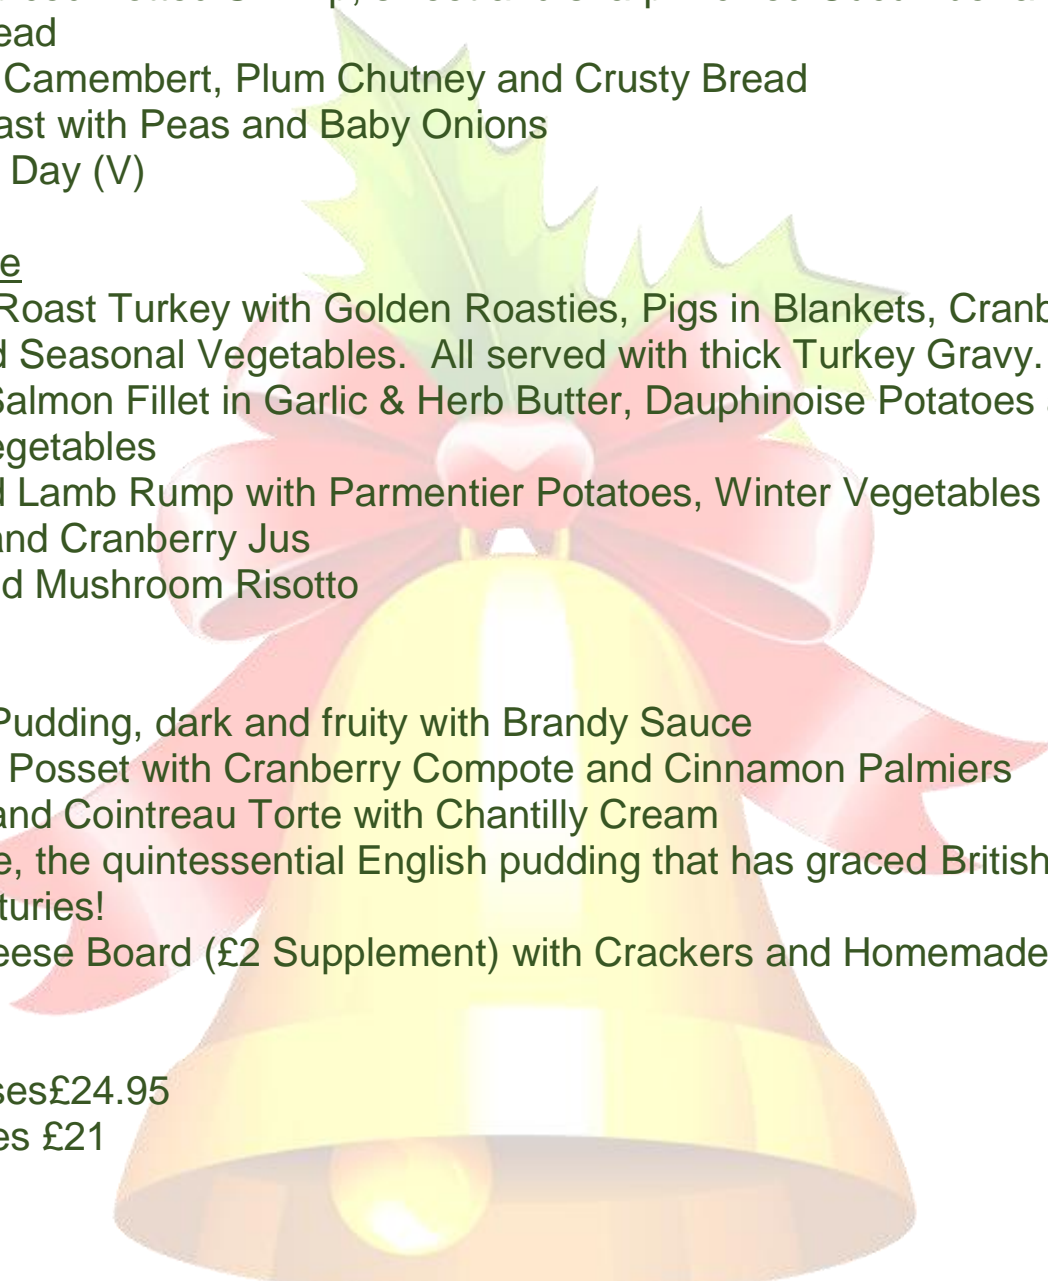 ead
Camembert, Plum Chutney and Crusty Bread
ast with Peas and Baby Onions
Day (V)
e
Roast Turkey with Golden Roasties, Pigs in Blankets, Cranb
d Seasonal Vegetables.  All served with thick Turkey Gravy.
Salmon Fillet in Garlic & Herb Butter, Dauphinoise Potatoes
egetables
d Lamb Rump with Parmentier Potatoes, Winter Vegetables
and Cranberry Jus
d Mushroom Risotto
Pudding, dark and fruity with Brandy Sauce
Posset with Cranberry Compote and Cinnamon Palmiers
and Cointreau Torte with Chantilly Cream
e, the quintessential English pudding that has graced British
turies!
eese Board (£2 Supplement) with Crackers and Homemade
ses£24.95
es £21